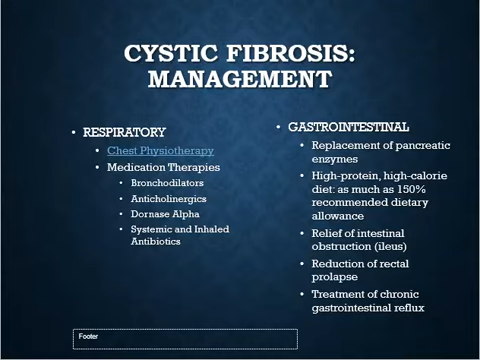 CYSTIC FIBROSIS:
MANAGEMENT
• RESPIRATORY
• Chest Physiotherapy
• Medication Therapies
• Bronchodilators
• Anticholinergics
• Dornase Alpha
• Systemic and Inhaled
Antibiotics
• GASTROINTESTINAL
• Replacement of pancreatic
enzymes
• High-protein, high-calorie
diet: as much as 150%
recommended dietary
allowance
• Relief of intestinal
obstruction (ileus)
• Reduction of rectal
prolapse
• Treatment of chronic
gastrointestinal reflux
Footer